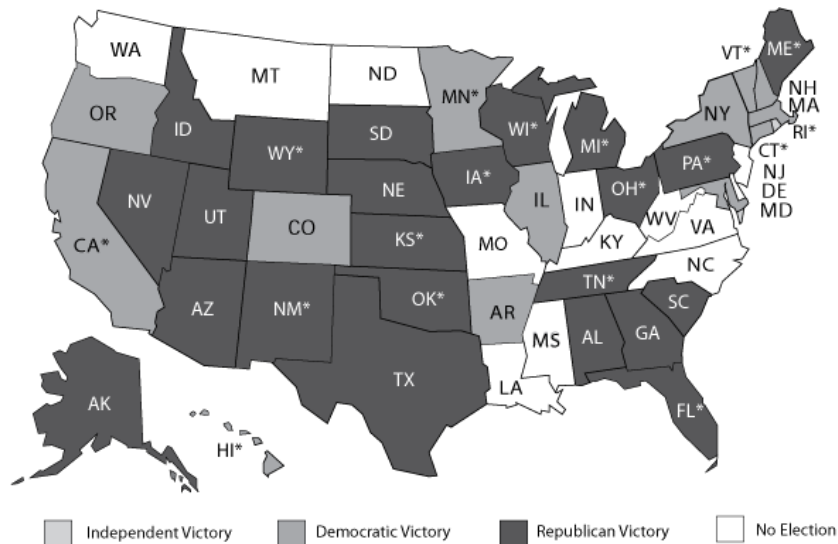 WA
MT
ND
MN*
VT*
ME*
OR
ID
WY*
SD
WI*
MI*
NY
NH
MA
RI*
CT*
NJ
DE
MD
NV
UT
CO
NE
IA*
IL
IN
OH*
PA*
WV
VA
CA*
KS*
MO
KY
NC
AZ
NM*
OK*
AR
TN*
SC
MS
AL
GA
TX
LA
FL*
AK
HI*
Independent Victory
Democratic Victory
Republican Victory
No Election